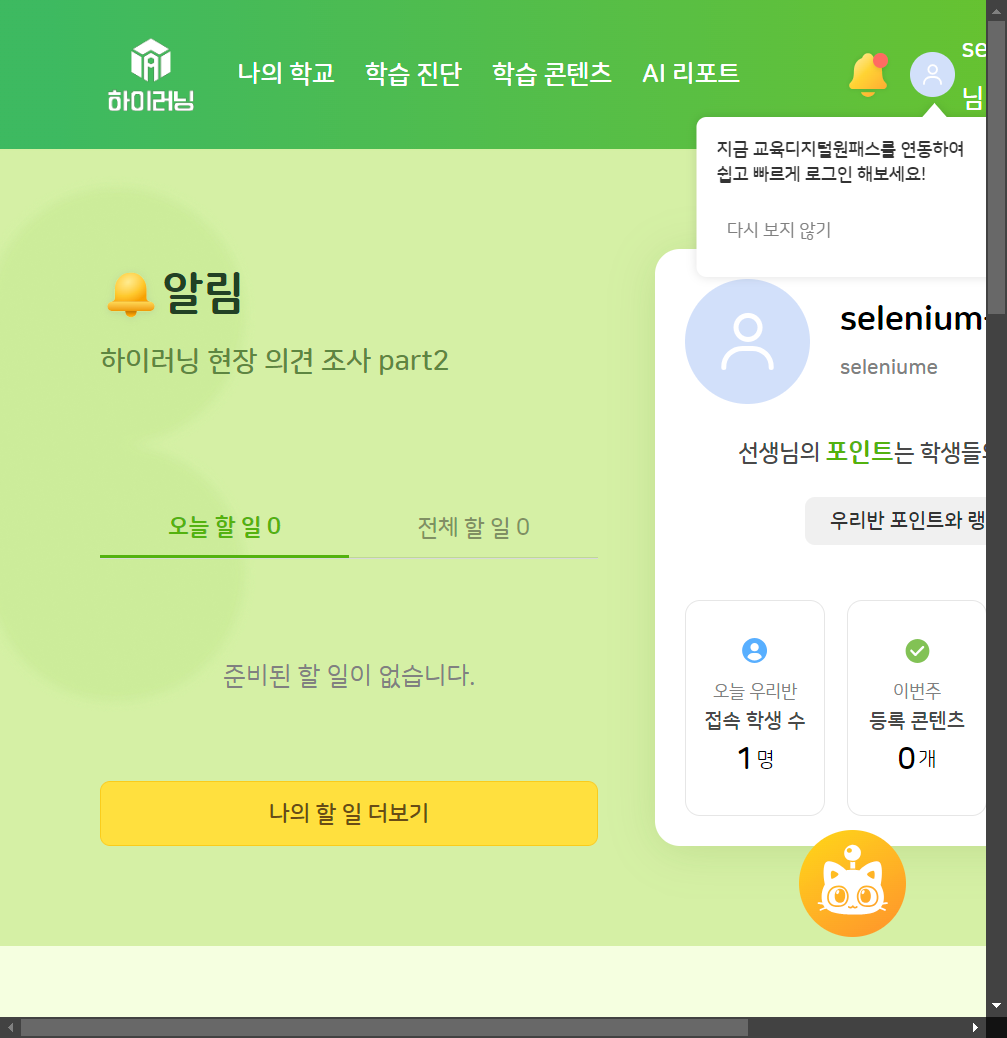 하이러닝
나의 학교
학습 진단
학습 콘텐츠
AI 리포트
se
님
지금 교육디지털원패스를 연동하여
쉽고 빠르게 로그인 해보세요!
다시 보지 않기
알림
하이러닝 현장 의견 조사 part2
오늘 할 일 0
전체 할 일 0
준비된 할 일이 없습니다.
나의 할 일 더보기
selenium
seleniume
선생님의 포인트는 학생들
우리반 포인트와 랭
오늘 우리반
접속 학생 수
1 명
이번주
등록 콘텐츠
0 개